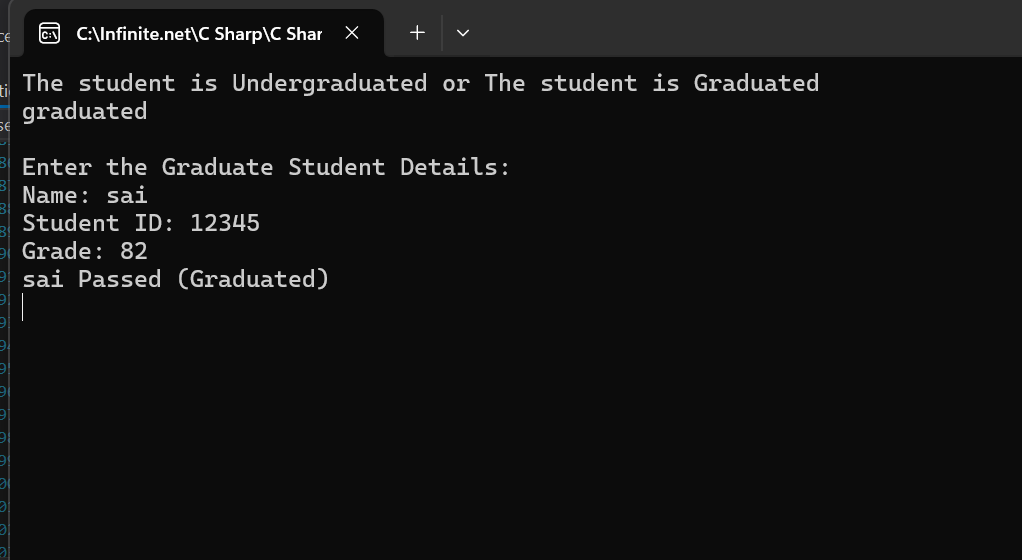 C:\Infinite.net\C Sharp\C Shar
The student is Undergraduated or The student is Graduated
graduated
Enter the Graduate Student Details:
Name: sai
Student ID: 12345
Grade: 82
sai Passed (Graduated)